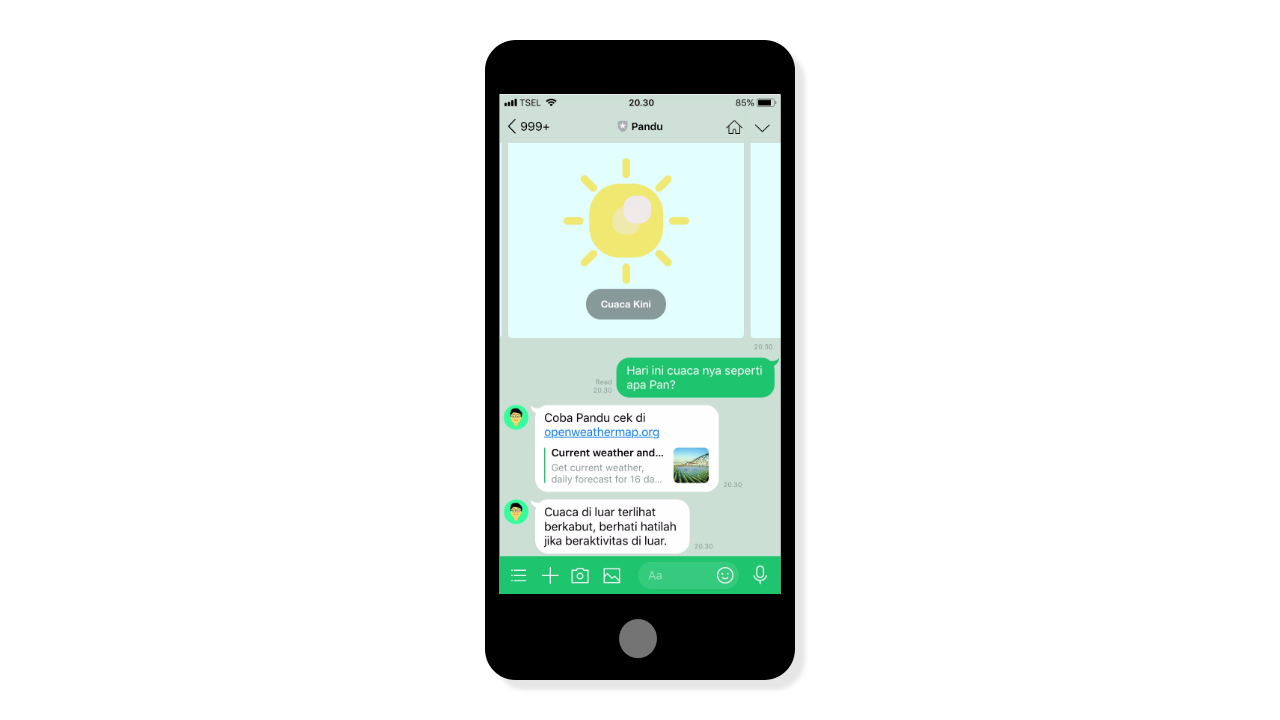 TSEL 20.30 85%
999+ Pandu
Cuaca Kini
20.30
Hari ini cuaca nya seperti
apa Pan?
Read
20.30
Coba Pandu cek di
openweathermap.org
Current weather and...
Get current weather,
daily forecast for 16 da...
20.30
Cuaca di luar terlihat
berkabut, berhati hatilah
jika beraktivitas di luar.
20.30
Aa